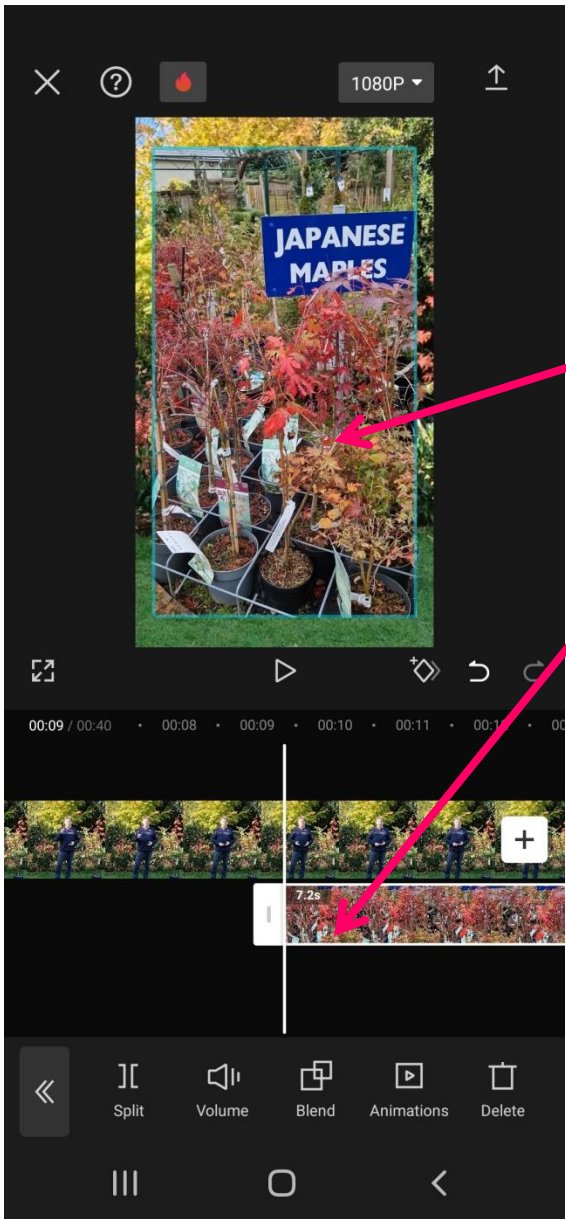 1080P
JAPANESE
MAPLES
00:09 / 00:40 • 00:08 • 00:09 • 00:10 • 00:11 •
7.2s
Split Volume Blend Animations Delete